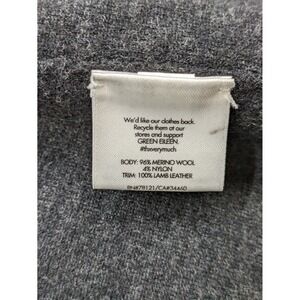 We'd like our clothes back.
Recycle them at our
stores and support
GREEN EILEEN.
#thxverymuch
BODY: 96% MERINO WOOL
4% NYLON
TRIM: 100% LAMB LEATHER
RN#78121/CA#34460